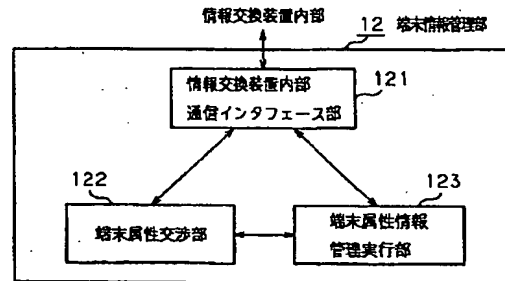 情報交換装置内部
12 端末情報管理部
情報交換装置内部
通信インタフェース部
121
122
123
端末属性交渉部
端末属性情報
管理実行部